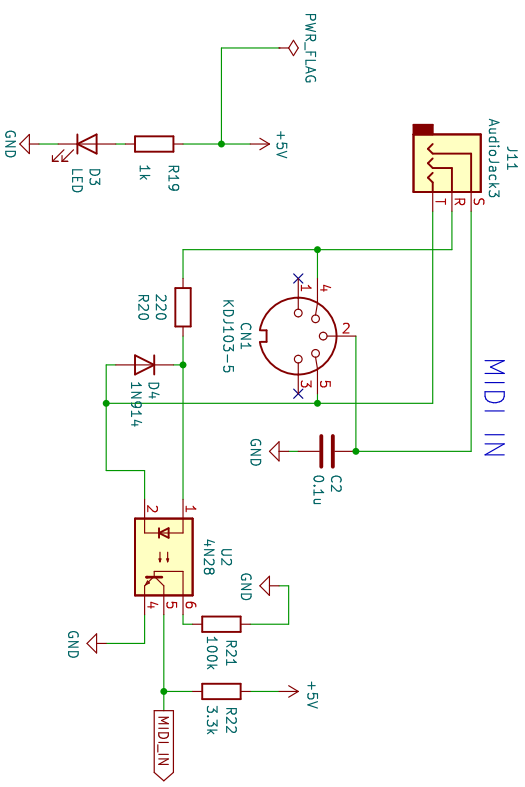 PWR_FLAG
+5V
GND
D3
LED
R19
1k
J11
AudioJack3
S
R
T
MIDI IN
220
R20
CN1
KDJ103-5
1
4
2
3
5
D4
1N914
GND
C2
0.1u
2
1
U2
4N28
4
5
6
GND
GND
R21
100k
R22
3.3k
+5V
MIDI_IN